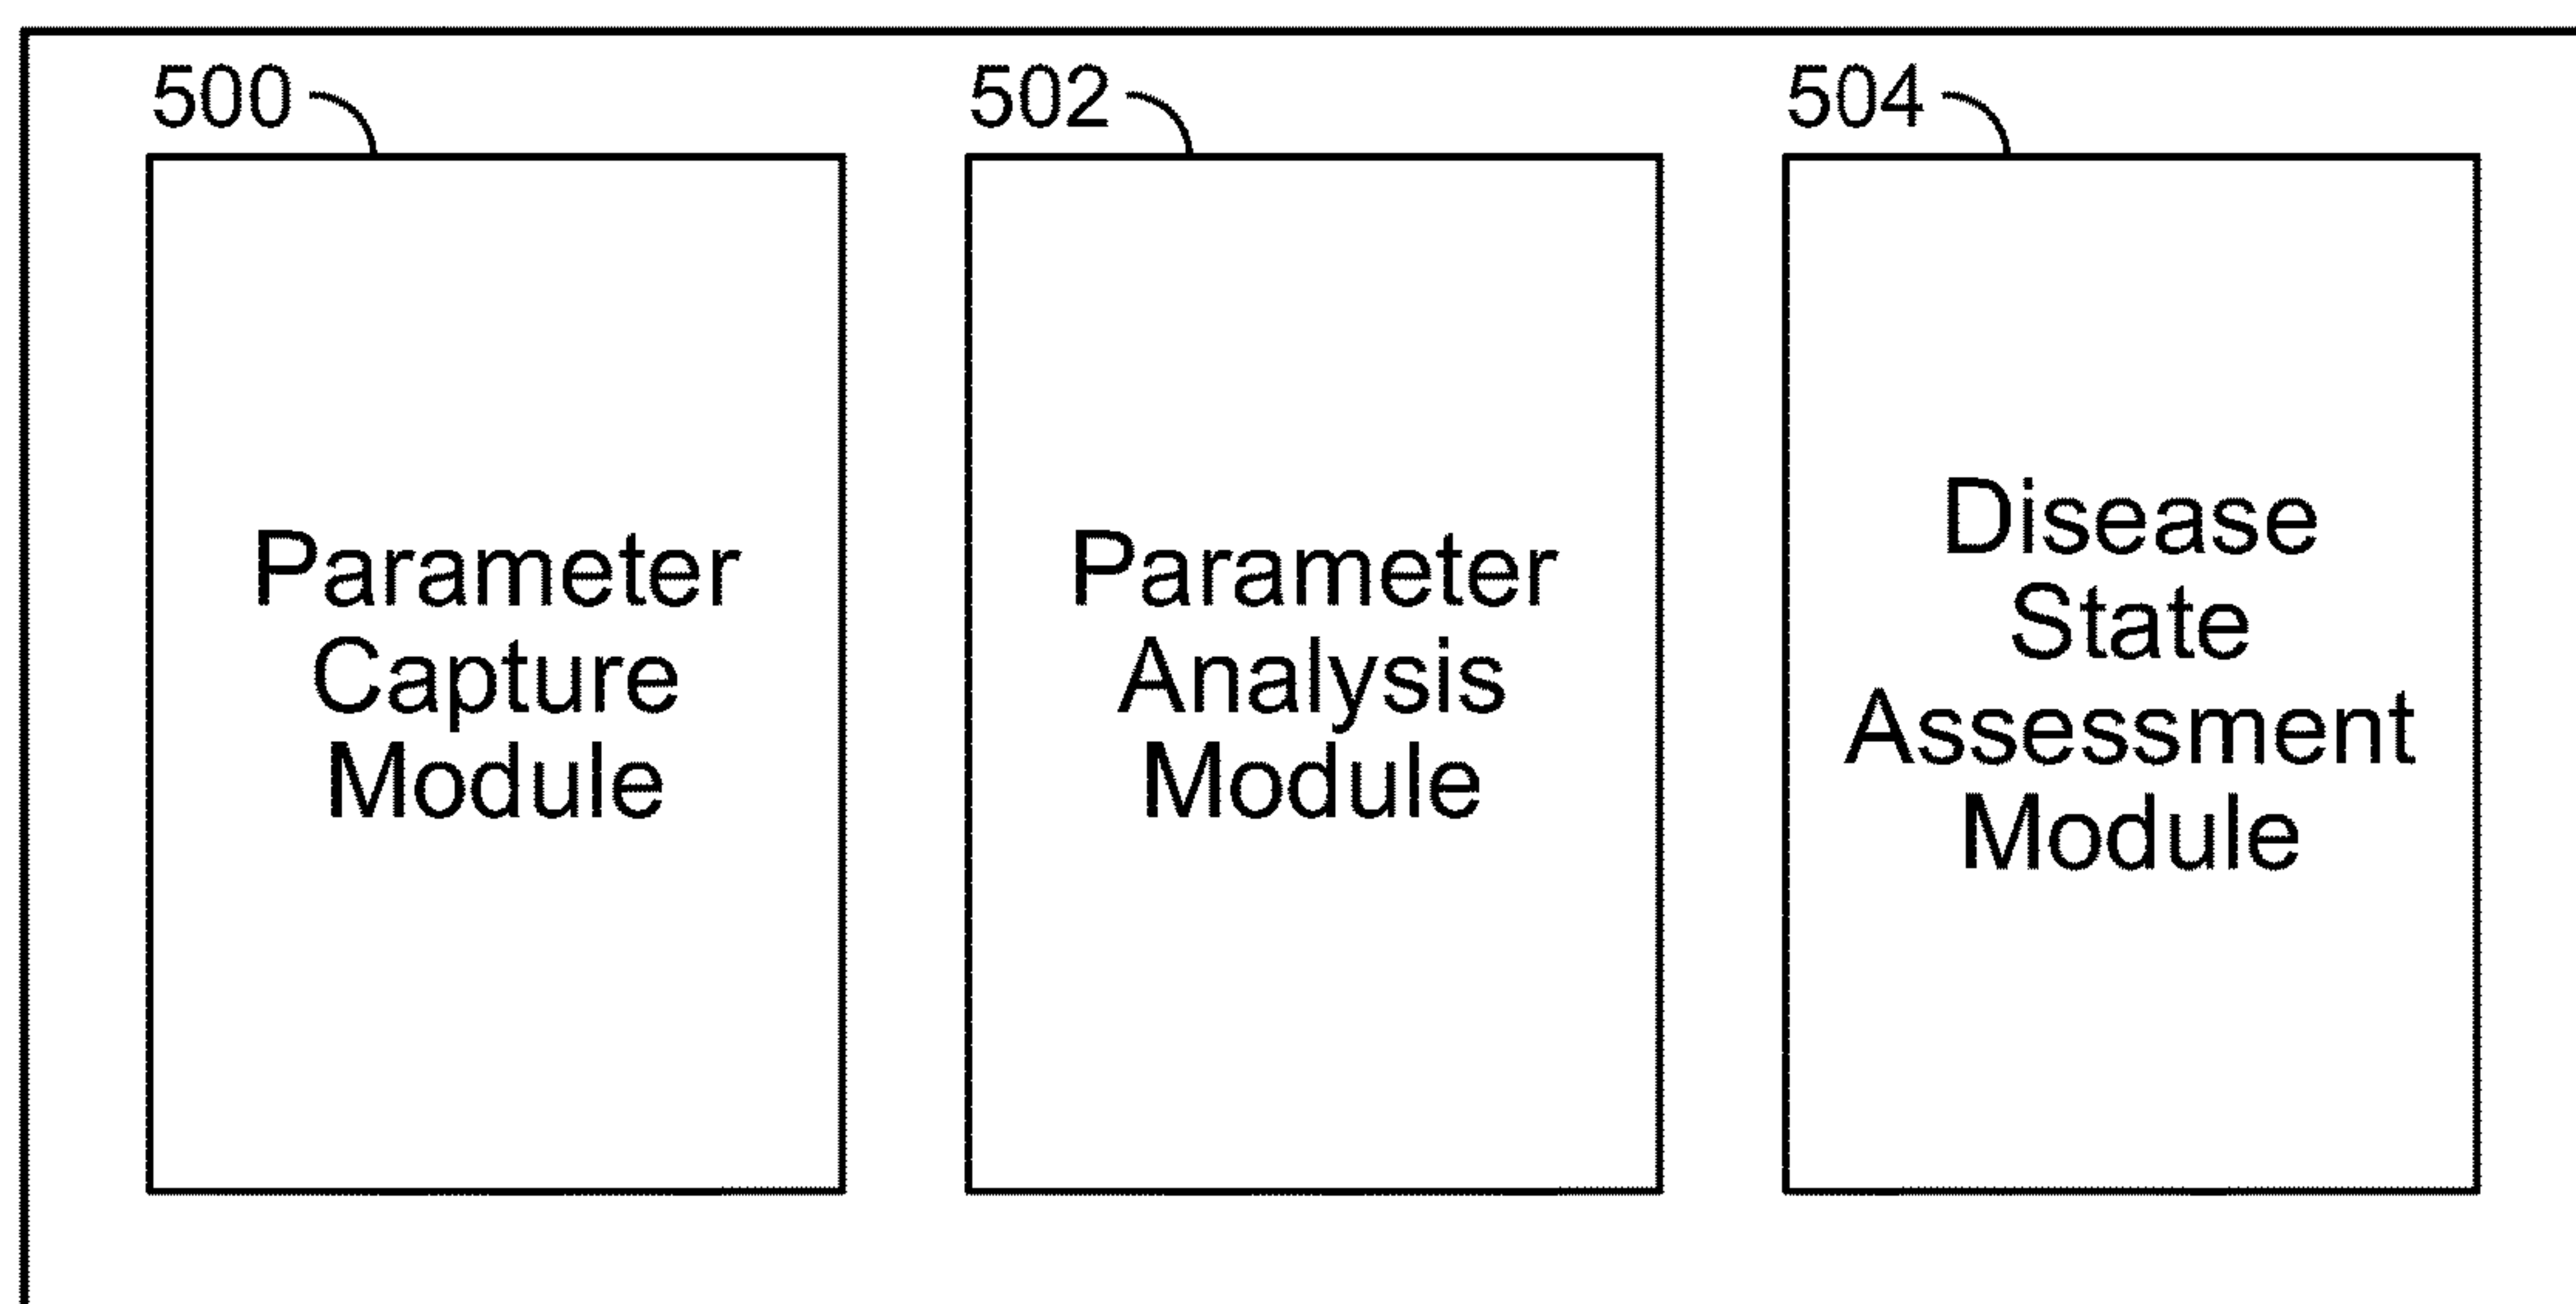 500
Parameter
Capture
Module
502
Parameter
Analysis
Module
504
Disease
State
Assessment
Module